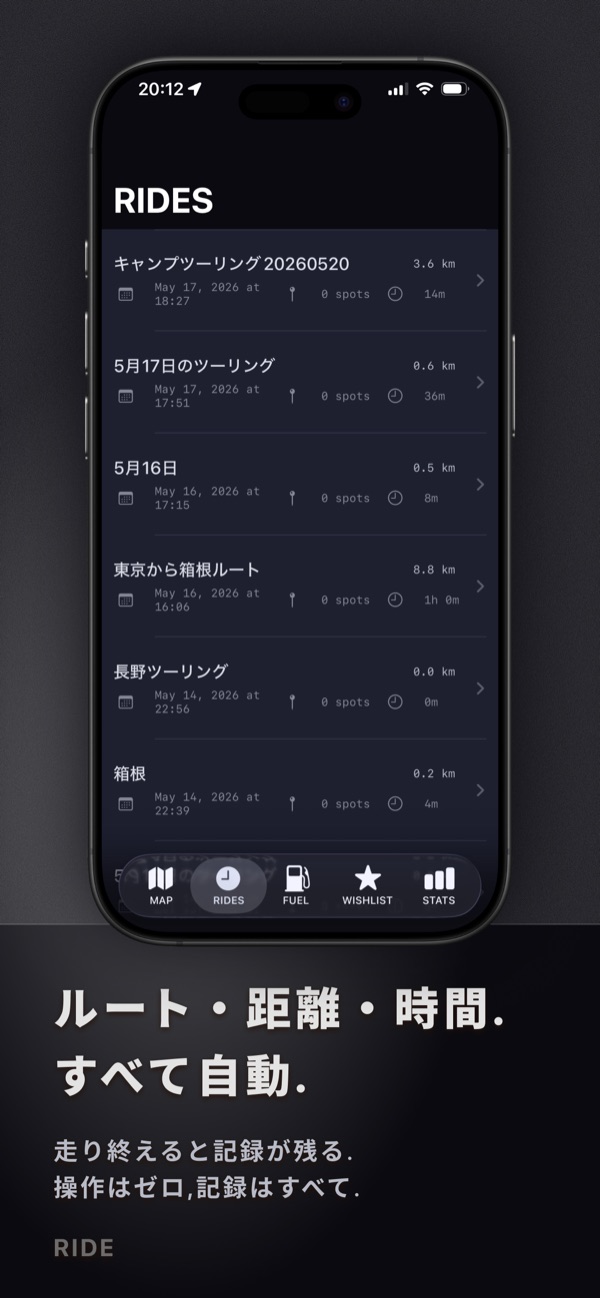 20:12
RIDES
キャンプツーリング20260520
3.6 km
May 17, 2026 at
18:27
0 spots
14m
5月17日のツーリング
0.6 km
May 17, 2026 at
17:51
0 spots
36m
5月16日
0.5 km
May 16, 2026 at
17:15
0 spots
8m
東京から箱根ルート
8.8 km
May 16, 2026 at
16:06
0 spots
1h 0m
長野ツーリング
0.0 km
May 14, 2026 at
22:56
0 spots
0m
箱根
0.2 km
May 14, 2026 at
22:39
0 spots
4m
MAP
RIDES
FUEL
WISHLIST
STATS
ルート・距離・時間.
すべて自動.
走り終えると記録が残る.
操作はゼロ,記録はすべて.
RIDE